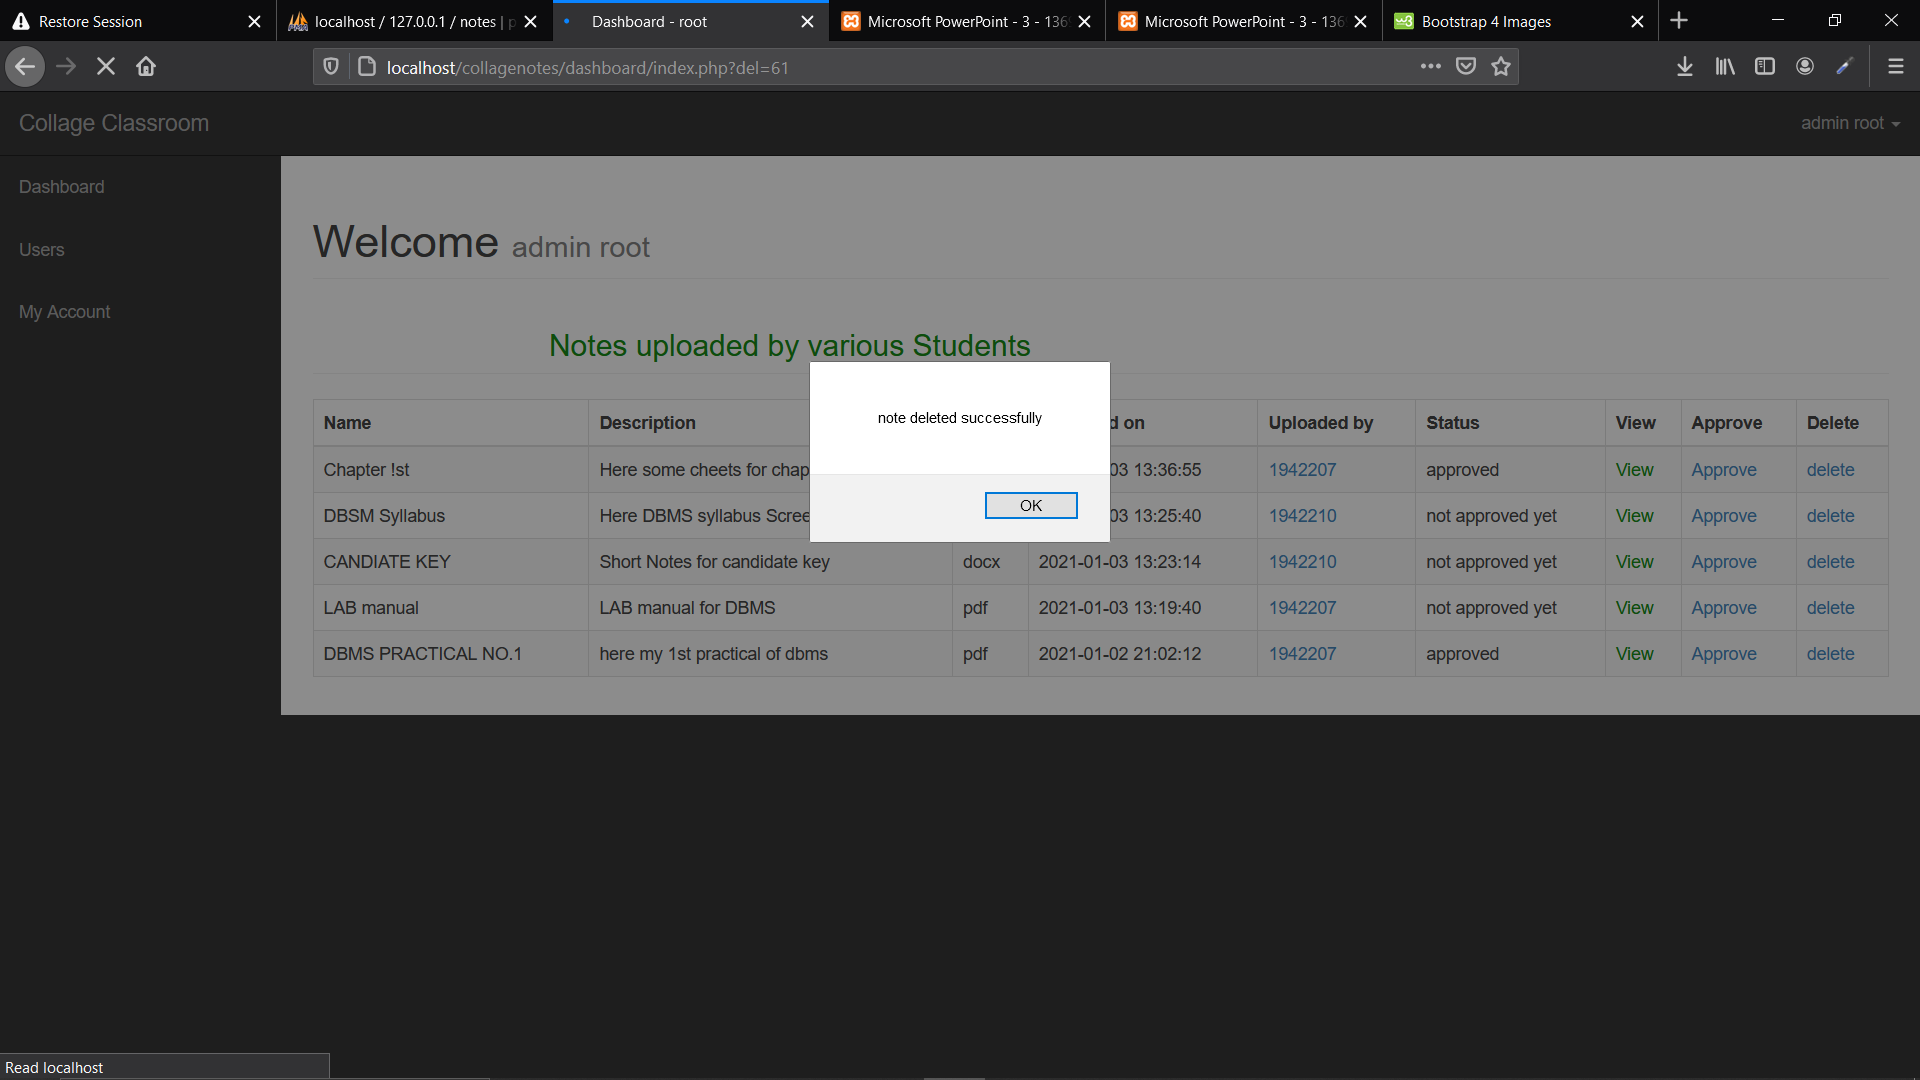 Restore Session
localhost / 127.0.0.1 / notes | p
Dashboard - root
Microsoft PowerPoint - 3 - 136
Microsoft PowerPoint - 3 - 136
Bootstrap 4 Images
localhost/collagenotes/dashboard/index.php?del=61
Collage Classroom
admin root
Dashboard
Users
My Account
Welcome admin root
Notes uploaded by various Students
note deleted successfully
OK
Name Description d on Uploaded by Status View Approve Delete
Chapter !st Here some cheets for chap 03 13:36:55 1942207 approved View Approve delete
DBSM Syllabus Here DBMS syllabus Scree 03 13:25:40 1942210 not approved yet View Approve delete
CANDIATE KEY Short Notes for candidate key docx 2021-01-03 13:23:14 1942210 not approved yet View Approve delete
LAB manual LAB manual for DBMS pdf 2021-01-03 13:19:40 1942207 not approved yet View Approve delete
DBMS PRACTICAL NO.1 here my 1st practical of dbms pdf 2021-01-02 21:02:12 1942207 approved View Approve delete
Read localhost